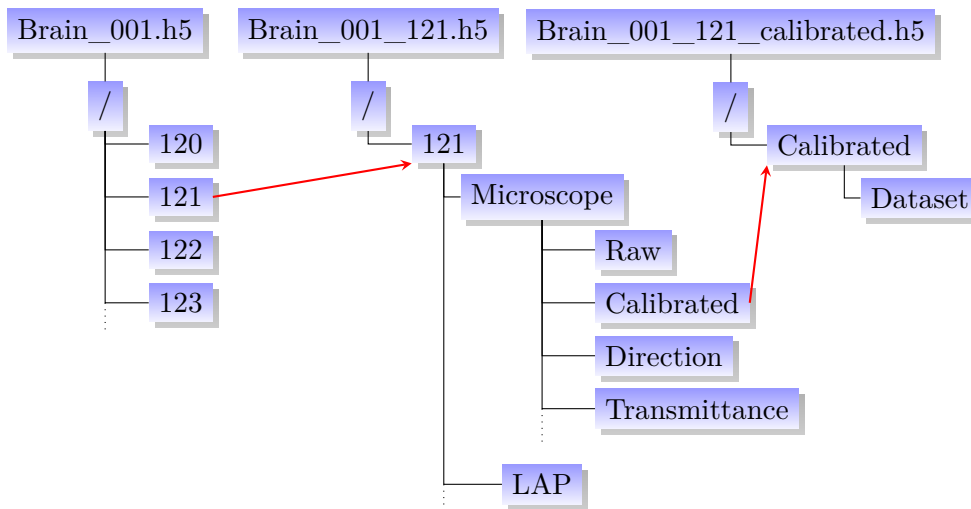 Brain_001.h5
/
120
121
122
123
Brain_001_121.h5
/
121
Microscope
Raw
Calibrated
Direction
Transmittance
LAP
Brain_001_121_calibrated.h5
/
Calibrated
Dataset